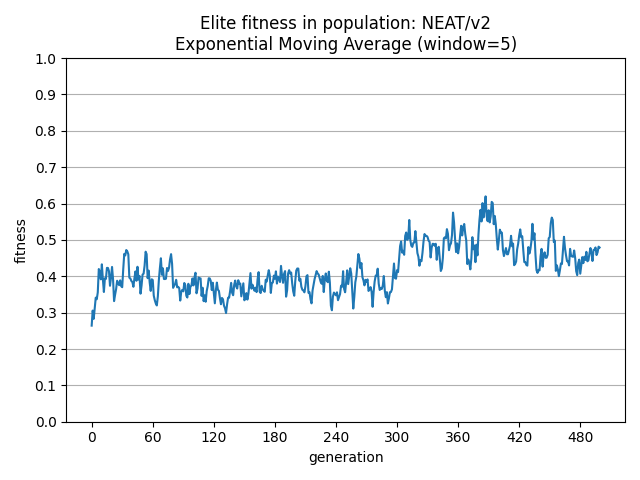 Elite fitness in population: NEAT/v2
Exponential Moving Average (window=5)
1.0
0.9
0.8
0.7
0.6
0.5
0.4
0.3
0.2
0.1
0.0
fitness
0 60 120 180 240 300 360 420 480
generation